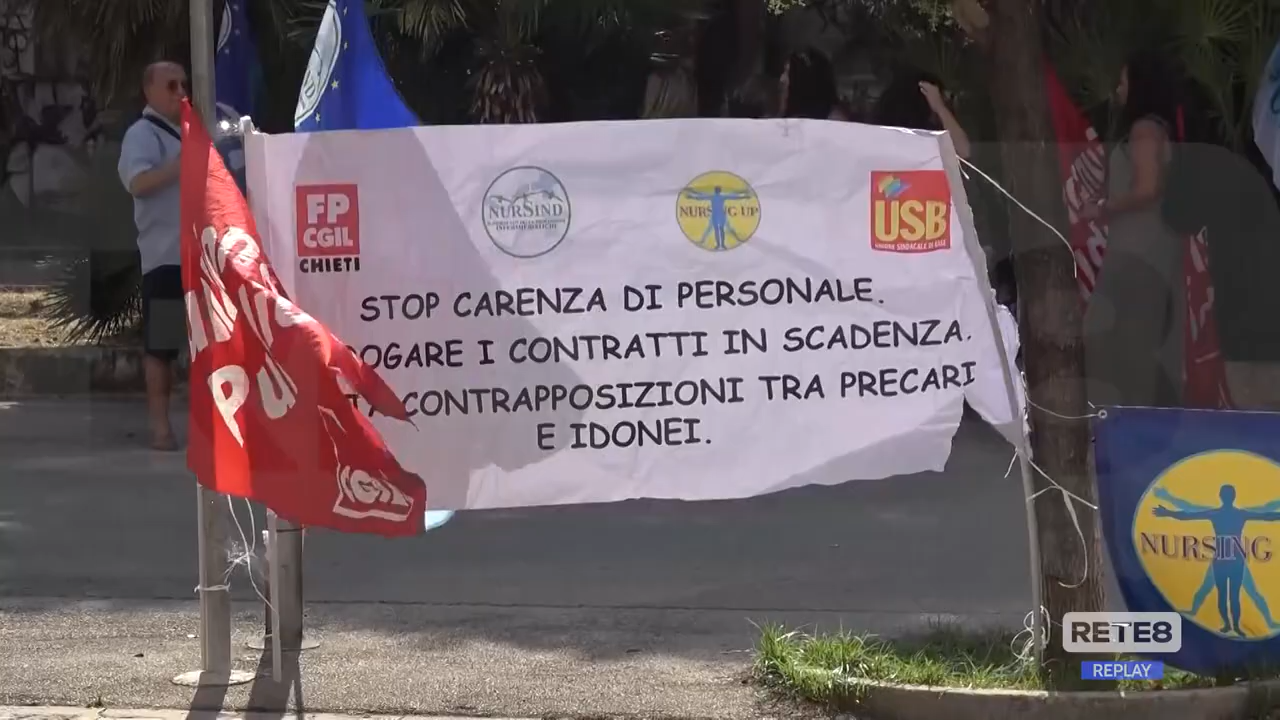 FP
CGIL
CHIETI
NURSIND
NURSING UP
USB
STOP CARENZA DI PERSONALE.
OGARE I CONTRATTI IN SCADENZA.
CONTRAPPOSIZIONI TRA PRECARI
E IDONEI.
CGIL
NURSING
RETE8
REPLAY